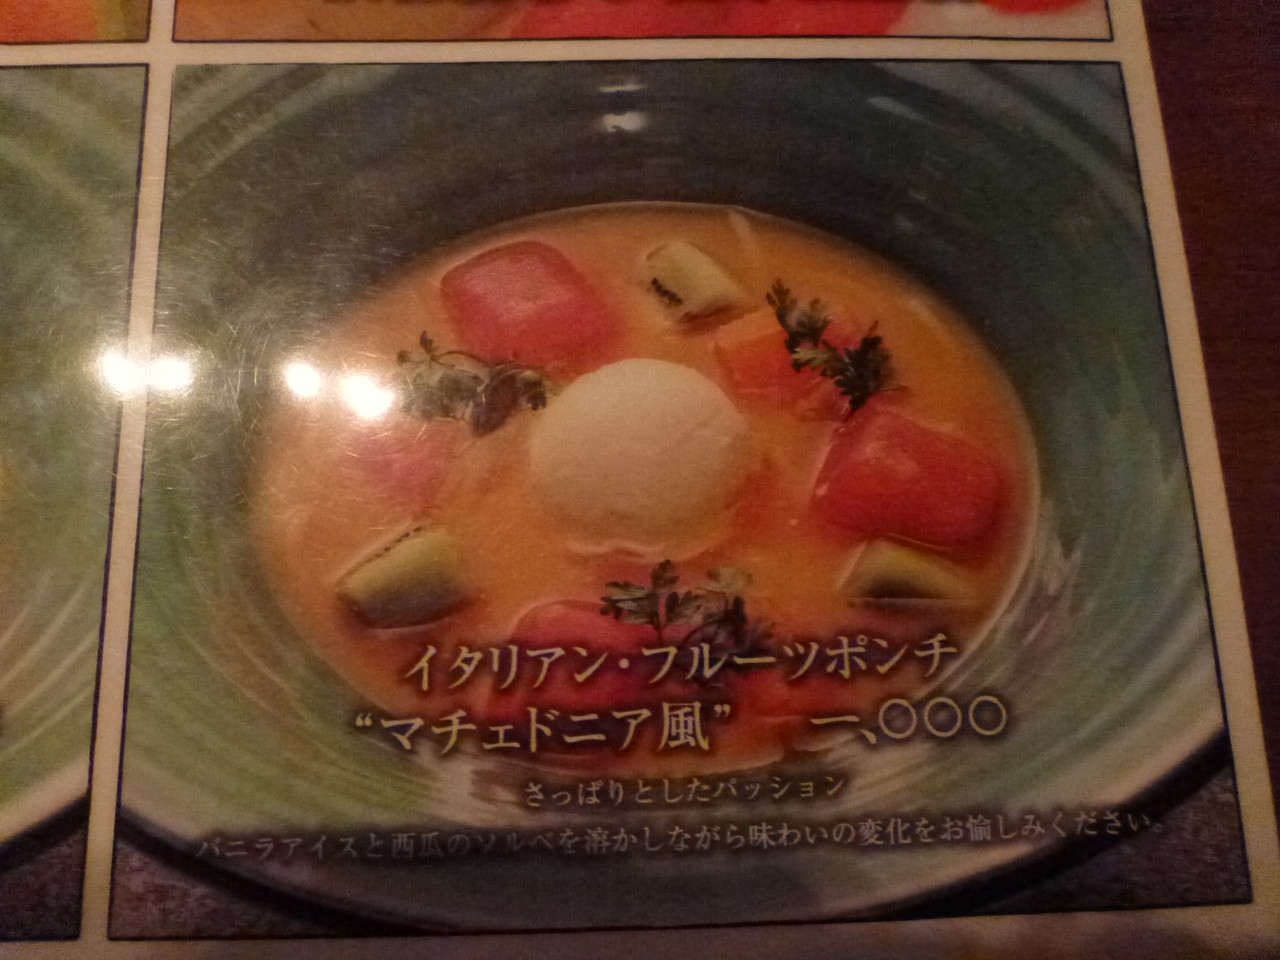 イタリアン・フルーツポンチ
“マチェドニア風”　一、〇〇〇
さっぱりとしたパッション
バニラアイスと西瓜のソルベを溶かしながら味わいの変化をお愉しみください。